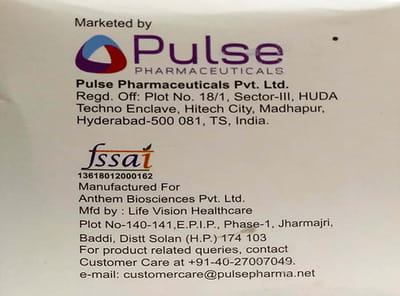 Marketed by
Pulse
PHARMACEUTICALS
Pulse Pharmaceuticals Pvt. Ltd.
Regd. Off: Plot No. 18/1, Sector-III, HUDA
Techno Enclave, Hitech City, Madhapur,
Hyderabad-500 081, TS, India.
fssai
13618012000162
Manufactured For
Anthem Biosciences Pvt. Ltd.
Mfd by : Life Vision Healthcare
Plot No-140-141,E.P.I.P., Phase-1, Jharmajri,
Baddi, Distt Solan (H.P.) 174 103
For product related queries, contact
Customer Care at +91-40-27007049.
e-mail: customercare@pulsepharma.net